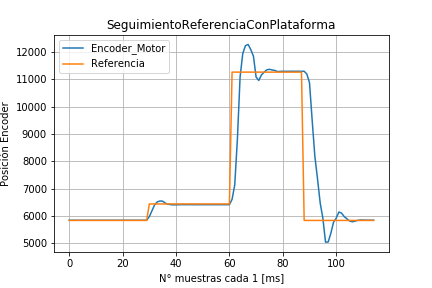 SeguimientoReferenciaConPlataforma
Encoder_Motor
Referencia
Posición Encoder
12000
11000
10000
9000
8000
7000
6000
5000
0
20
40
60
80
100
N° muestras cada 1 [ms]